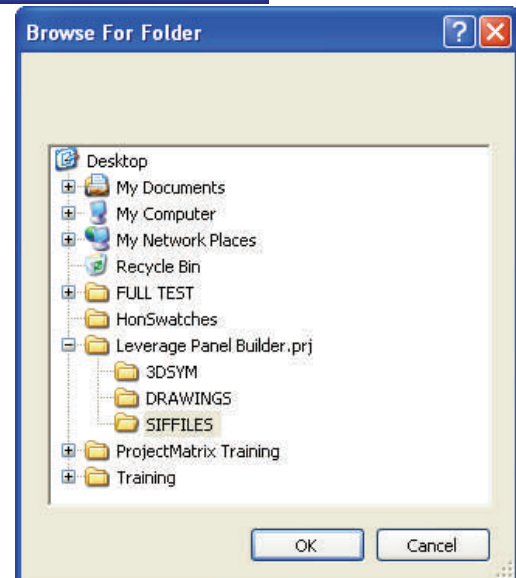 Browse For Folder
Desktop
My Documents
My Computer
My Network Places
Recycle Bin
FULL TEST
HonSwatches
Leverage Panel Builder.prj
3DSYM
DRAWINGS
SIFFILES
ProjectMatrix Training
Training
OK Cancel